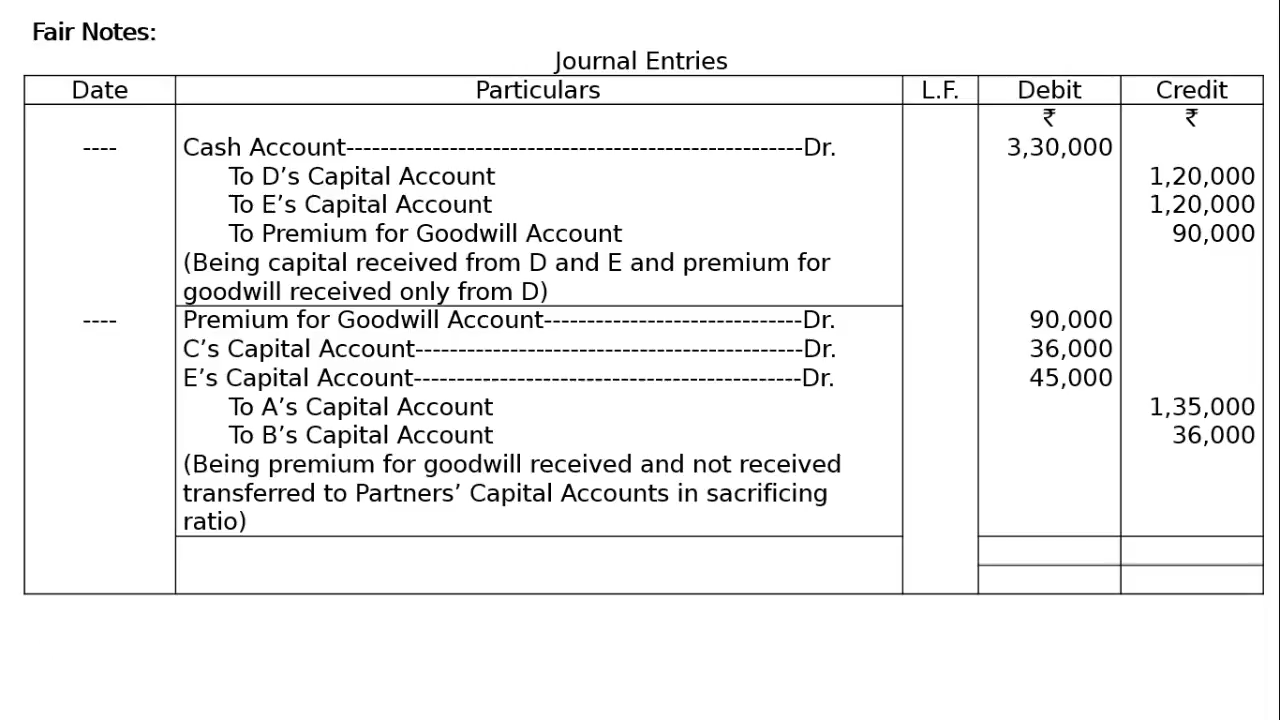 Fair Notes:
Journal Entries
Date Particulars L.F. Debit Credit
₹ ₹
---- Cash Account-----------------------------------------------------Dr. 3,30,000
To D’s Capital Account 1,20,000
To E’s Capital Account 1,20,000
To Premium for Goodwill Account 90,000
(Being capital received from D and E and premium for
goodwill received only from D)
---- Premium for Goodwill Account------------------------------Dr. 90,000
C’s Capital Account---------------------------------------------Dr. 36,000
E’s Capital Account---------------------------------------------Dr. 45,000
To A’s Capital Account 1,35,000
To B’s Capital Account 36,000
(Being premium for goodwill received and not received
transferred to Partners’ Capital Accounts in sacrificing
ratio)